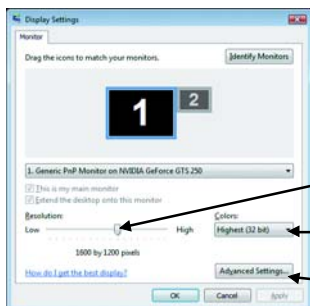 Display Settings
Monitor
Drag the icons to match your monitors.
Identify Monitors
1
2
1. Generic PnP Monitor on NVIDIA GeForce GTS 250
This is my main monitor
Extend the desktop onto this monitor
Resolution:
Colors:
Low
High
Highest (32 bit)
1600 by 1200 pixels
How do I get the best display?
Advanced Settings...
OK
Cancel
Apply